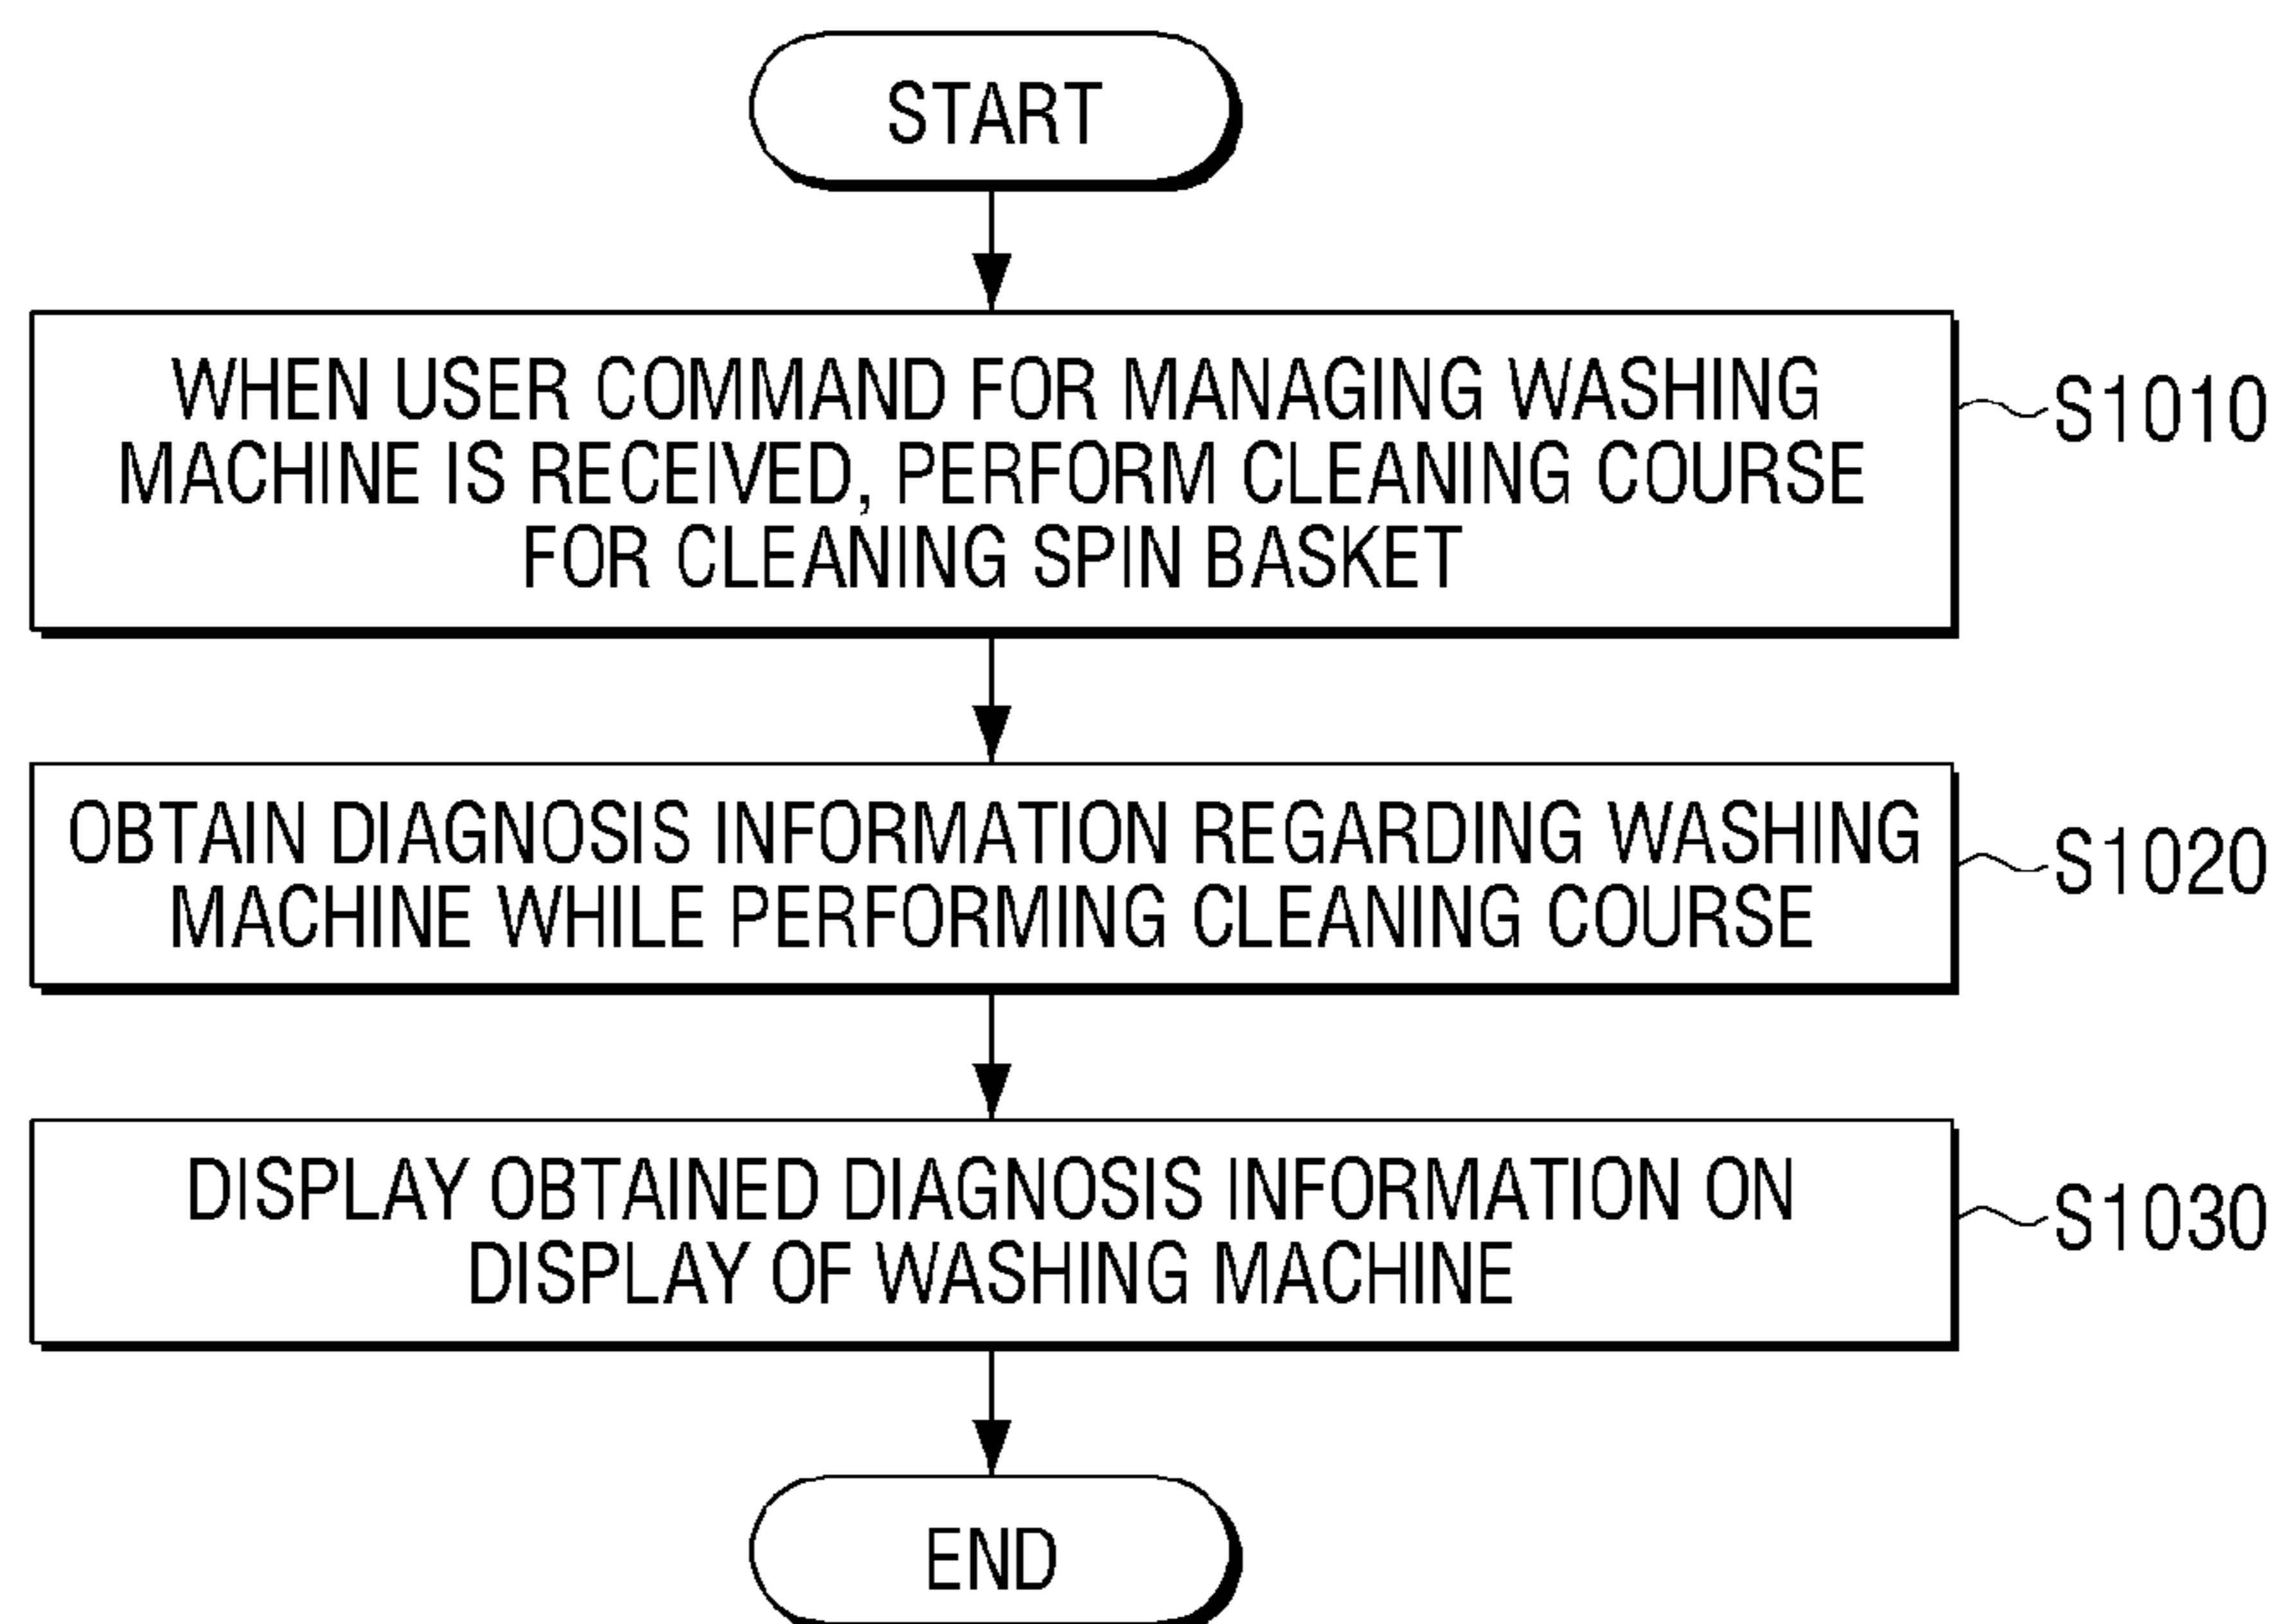 START
WHEN USER COMMAND FOR MANAGING WASHING
MACHINE IS RECEIVED, PERFORM CLEANING COURSE
FOR CLEANING SPIN BASKET
S1010
OBTAIN DIAGNOSIS INFORMATION REGARDING WASHING
MACHINE WHILE PERFORMING CLEANING COURSE
S1020
DISPLAY OBTAINED DIAGNOSIS INFORMATION ON
DISPLAY OF WASHING MACHINE
S1030
END